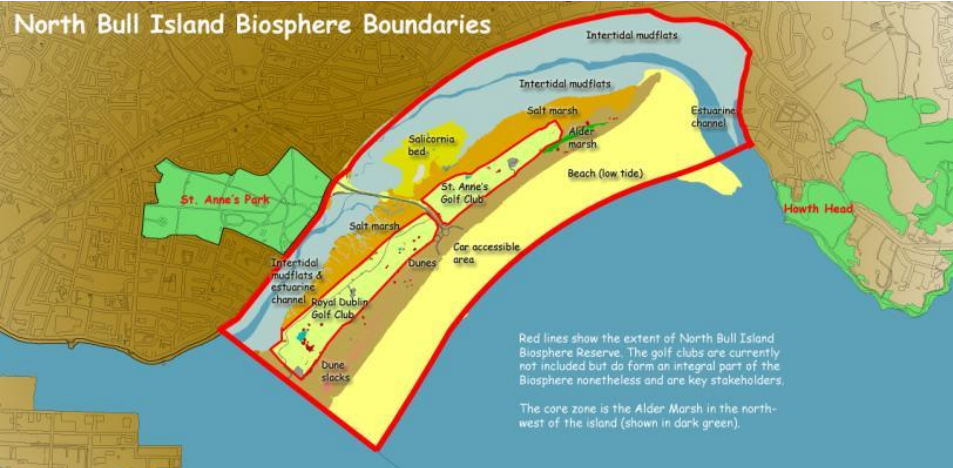 North Bull Island Biosphere Boundaries
Intertidal mudflats
Intertidal mudflats
Salt marsh
Estuarine
channel
Alder
marsh
Salicornia
bed
Beach (low tide)
St. Anne's
Golf Club
St. Anne's Park
Howth Head
Salt marsh
Car accessible
area
Dunes
Intertidal
mudflats &
estuarine
channel
Royal Dublin
Golf Club
Dune
slacks
Red lines show the extent of North Bull Island
Biosphere Reserve. The golf clubs are currently
not included but do form an integral part of the
Biosphere nonetheless and are key stakeholders.
The core zone is the Alder Marsh in the north-
west of the island (shown in dark green).